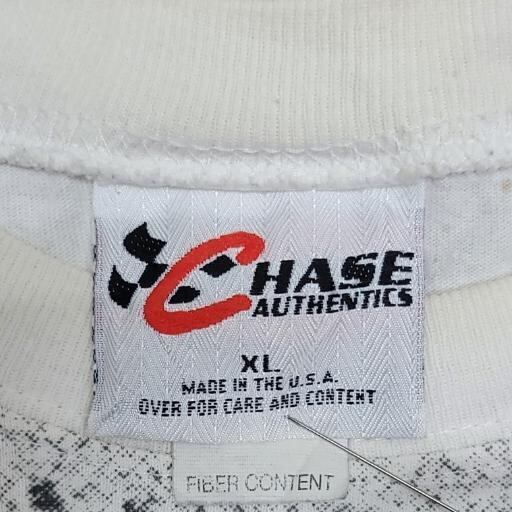 CHASE
AUTHENTICS
XL
MADE IN THE U.S.A.
OVER FOR CARE AND CONTENT
FIBER CONTENT